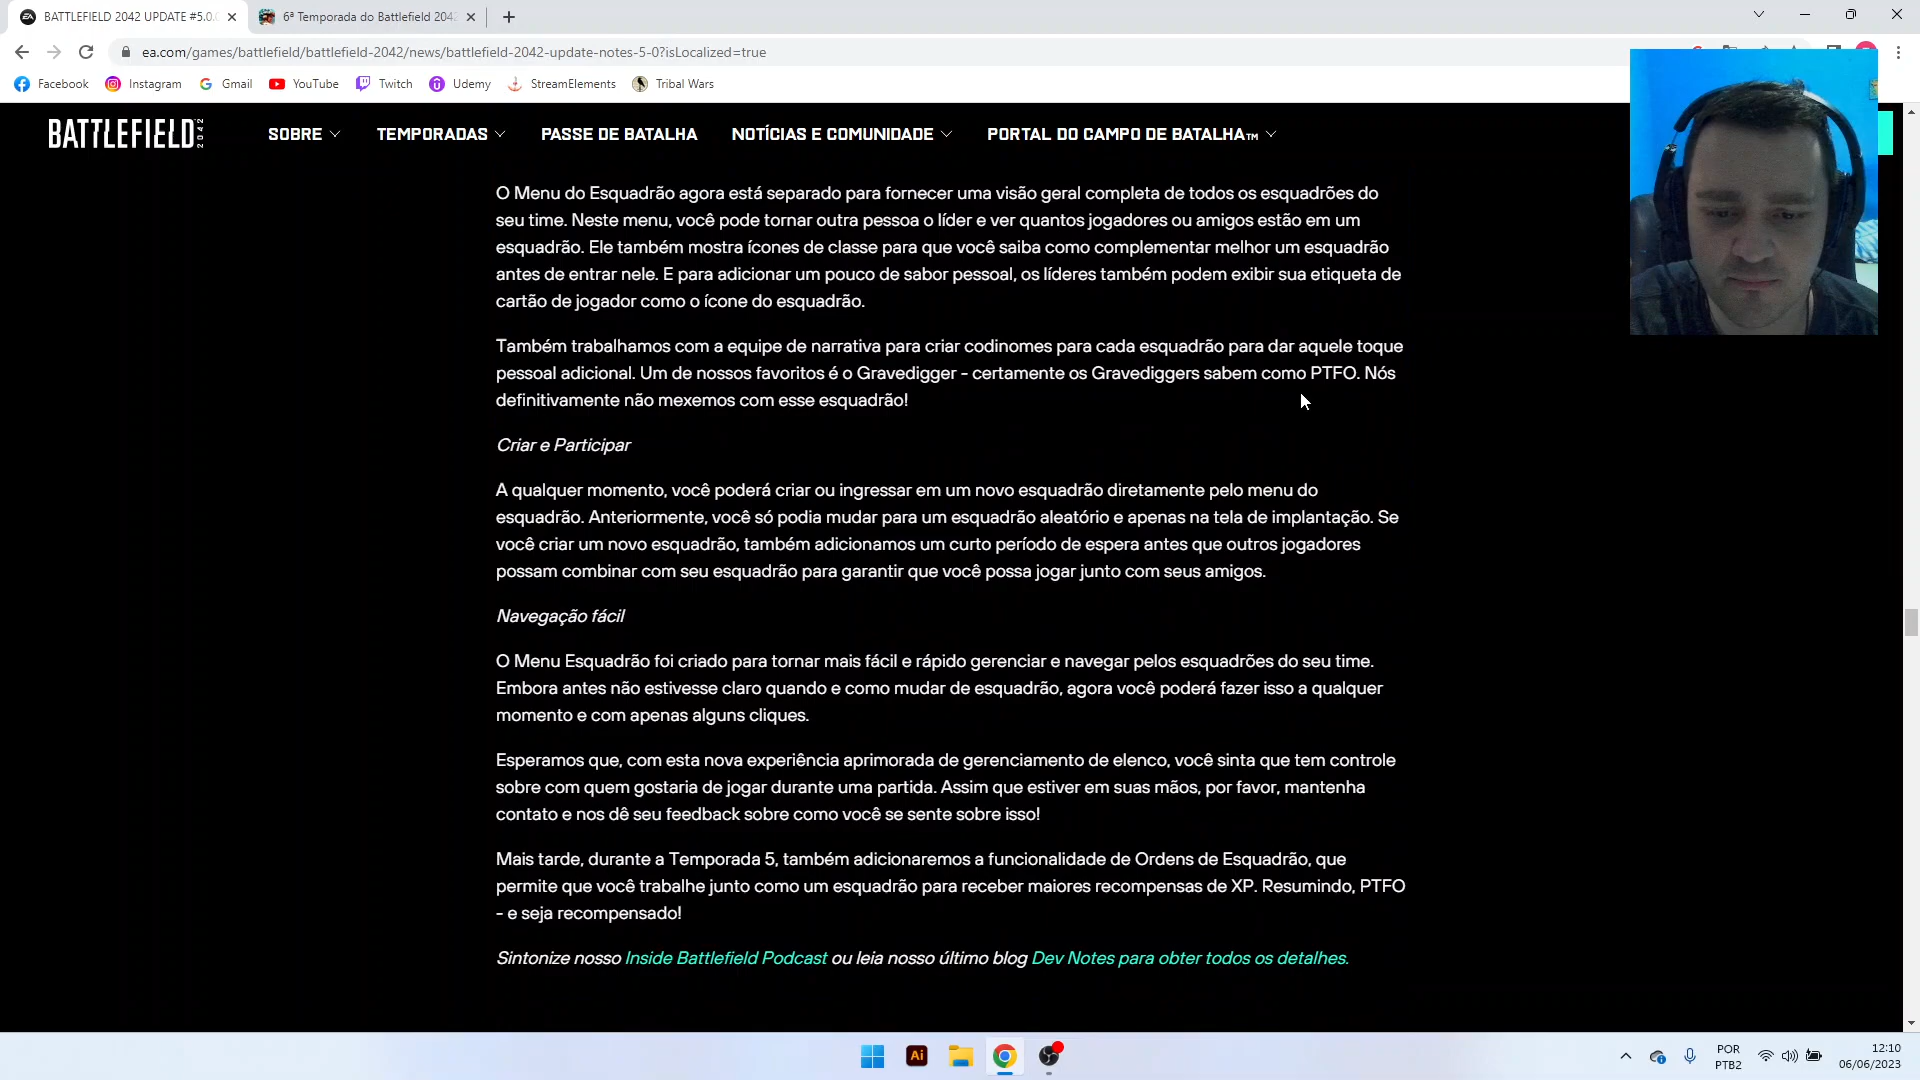 BATTLEFIELD 2042 UPDATE #5.0.0
6ª Temporada do Battlefield 2042
ea.com/games/battlefield/battlefield-2042/news/battlefield-2042-update-notes-5-0?isLocalized=true
Facebook Instagram Gmail YouTube Twitch Udemy StreamElements Tribal Wars
BATTLEFIELD 2042 SOBRE TEMPORADAS PASSE DE BATALHA NOTÍCIAS E COMUNIDADE PORTAL DO CAMPO DE BATALHA™
O Menu do Esquadrão agora está separado para fornecer uma visão geral completa de todos os esquadrões do
seu time. Neste menu, você pode tornar outra pessoa o líder e ver quantos jogadores ou amigos estão em um
esquadrão. Ele também mostra ícones de classe para que você saiba como complementar melhor um esquadrão
antes de entrar nele. E para adicionar um pouco de sabor pessoal, os líderes também podem exibir sua etiqueta de
cartão de jogador como o ícone do esquadrão.
Também trabalhamos com a equipe de narrativa para criar codinomes para cada esquadrão para dar aquele toque
pessoal adicional. Um de nossos favoritos é o Gravedigger - certamente os Gravediggers sabem como PTFO. Nós
definitivamente não mexemos com esse esquadrão!
Criar e Participar
A qualquer momento, você poderá criar ou ingressar em um novo esquadrão diretamente pelo menu do
esquadrão. Anteriormente, você só podia mudar para um esquadrão aleatório e apenas na tela de implantação. Se
você criar um novo esquadrão, também adicionamos um curto período de espera antes que outros jogadores
possam combinar com seu esquadrão para garantir que você possa jogar junto com seus amigos.
Navegação fácil
O Menu Esquadrão foi criado para tornar mais fácil e rápido gerenciar e navegar pelos esquadrões do seu time.
Embora antes não estivesse claro quando e como mudar de esquadrão, agora você poderá fazer isso a qualquer
momento e com apenas alguns cliques.
Esperamos que, com esta nova experiência aprimorada de gerenciamento de elenco, você sinta que tem controle
sobre com quem gostaria de jogar durante uma partida. Assim que estiver em suas mãos, por favor, mantenha
contato e nos dê seu feedback sobre como você se sente sobre isso!
Mais tarde, durante a Temporada 5, também adicionaremos a funcionalidade de Ordens de Esquadrão, que
permite que você trabalhe junto como um esquadrão para receber maiores recompensas de XP. Resumindo, PTFO
- e seja recompensado!
Sintonize nosso Inside Battlefield Podcast ou leia nosso último blog Dev Notes para obter todos os detalhes.
Ai
POR
PTB2
12:10
06/06/2023